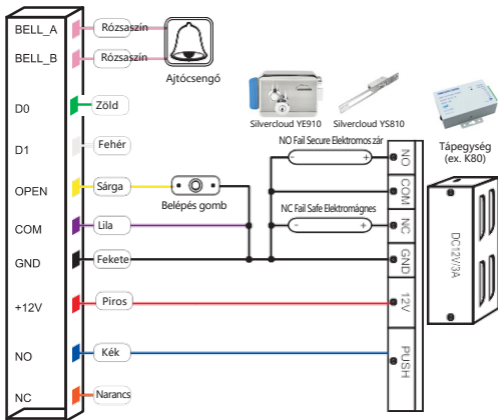 BELL_A
Rózsaszín
BELL_B
Rózsaszín
Ajtócsengő
D0
Zöld
D1
Fehér
OPEN
Sárga
Belépés gomb
COM
Lila
GND
Fekete
+12V
Piros
NO
Kék
NC
Narancs
Silvercloud YE910
Silvercloud YS810
Tápegység
(ex. K80)
NO Fail Secure Elektromos zár
- +
NC Fail Safe Elektromágnes
- +
NO
COM
NC
GND
12V
PUSH
DC12V/3A